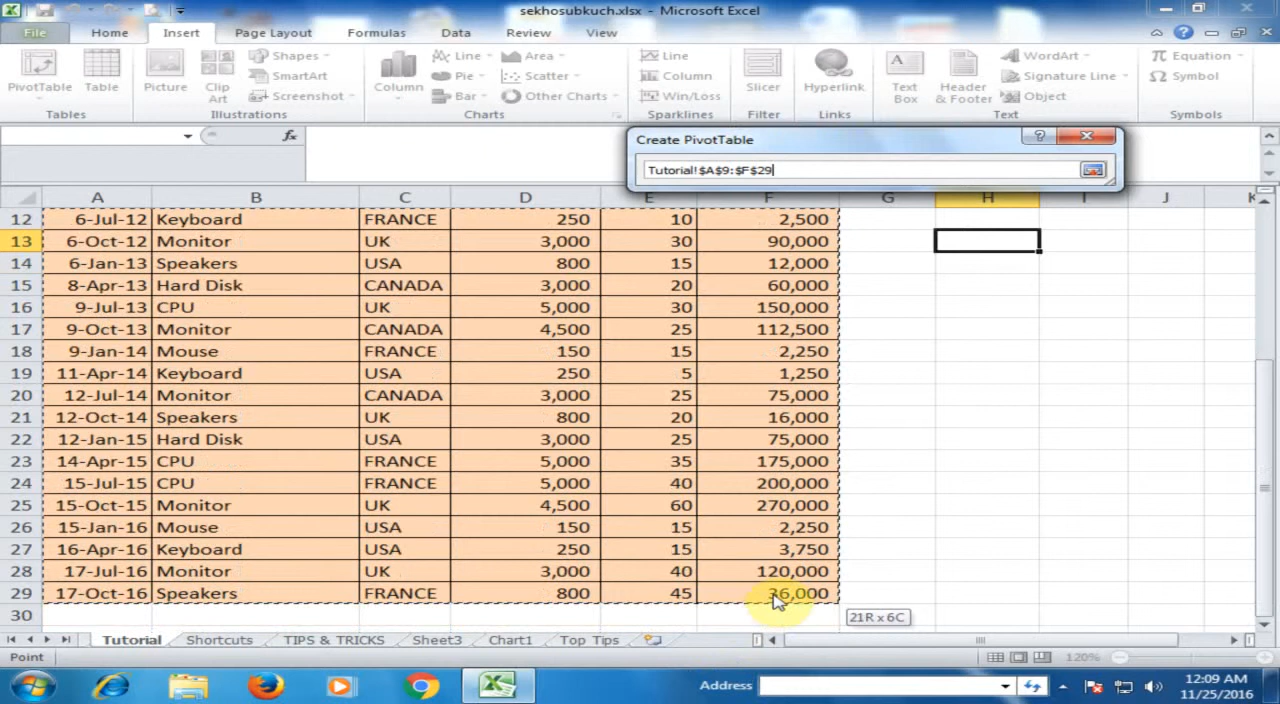 sekhosubkuch.xlsx - Microsoft Excel
File Home Insert Page Layout Formulas Data Review View
PivotTable Table Picture Clip Art Shapes SmartArt Screenshot Column Line Pie Bar Area Scatter Other Charts Line Column Win/Loss Slicer Hyperlink Text Box Header & Footer WordArt Signature Line Object Equation Symbol
Tables Illustrations Charts Sparklines Filter Links Text Symbols
fx
Create PivotTable
Tutorial!$A$9:$F$29
A B C D E F G H I J K
12 6-Jul-12 Keyboard FRANCE 250 10 2,500
13 6-Oct-12 Monitor UK 3,000 30 90,000
14 6-Jan-13 Speakers USA 800 15 12,000
15 8-Apr-13 Hard Disk CANADA 3,000 20 60,000
16 9-Jul-13 CPU UK 5,000 30 150,000
17 9-Oct-13 Monitor CANADA 4,500 25 112,500
18 9-Jan-14 Mouse FRANCE 150 15 2,250
19 11-Apr-14 Keyboard USA 250 5 1,250
20 12-Jul-14 Monitor CANADA 3,000 25 75,000
21 12-Oct-14 Speakers UK 800 20 16,000
22 12-Jan-15 Hard Disk USA 3,000 25 75,000
23 14-Apr-15 CPU FRANCE 5,000 35 175,000
24 15-Jul-15 CPU FRANCE 5,000 40 200,000
25 15-Oct-15 Monitor UK 4,500 60 270,000
26 15-Jan-16 Mouse USA 150 15 2,250
27 16-Apr-16 Keyboard USA 250 15 3,750
28 17-Jul-16 Monitor UK 3,000 40 120,000
29 17-Oct-16 Speakers FRANCE 800 45 36,000
30
21R x 6C
Tutorial Shortcuts TIPS & TRICKS Sheet3 Chart1 Top Tips
Point 120%
Address
12:09 AM
11/25/2016